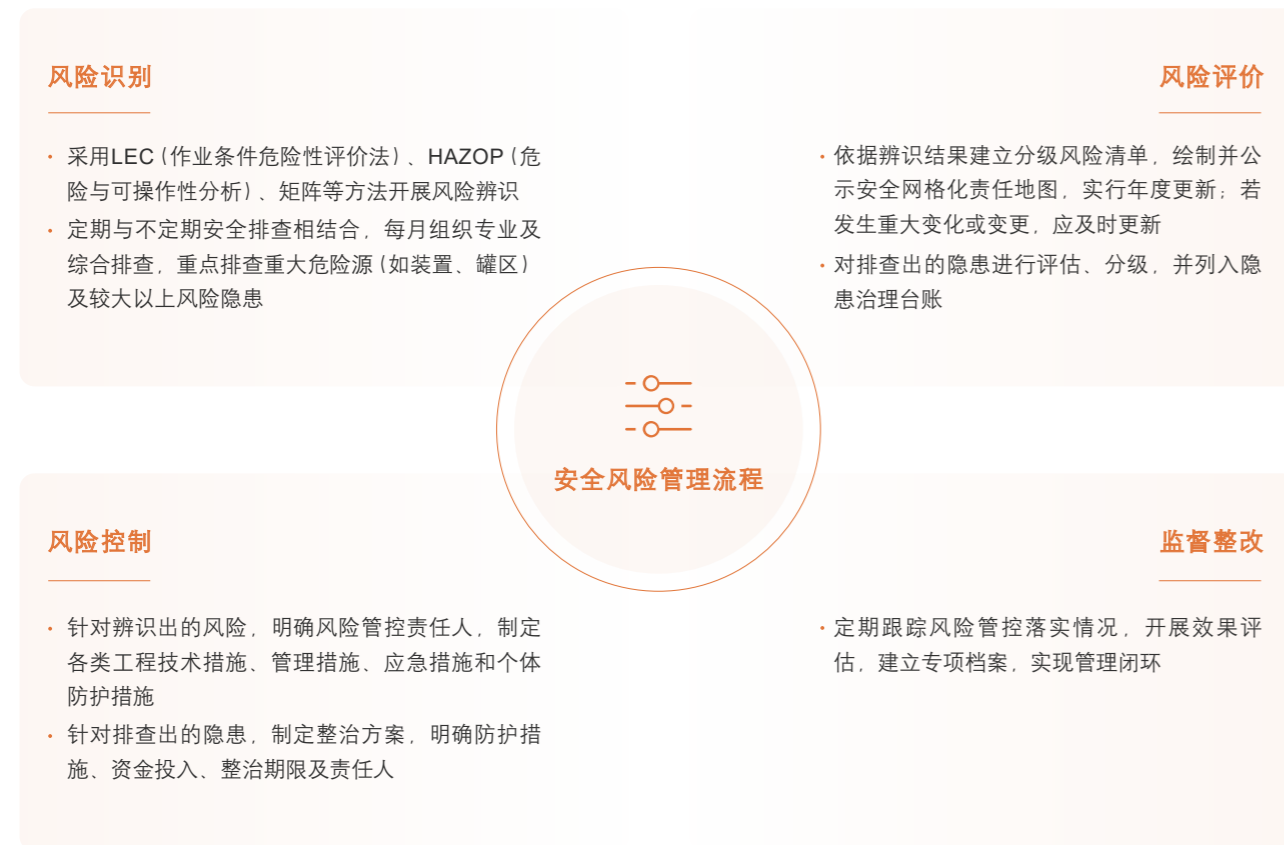 风险识别
• 采用LEC（作业条件危险性评价法）、HAZOP（危
险与可操作性分析）、矩阵等方法开展风险辨识
• 定期与不定期安全排查相结合，每月组织专业及
综合排查，重点排查重大危险源（如装置、罐区）
及较大以上风险隐患
风险评价
• 依据辨识结果建立分级风险清单，绘制并公
示安全网格化责任地图，实行年度更新；若
发生重大变化或变更，应及时更新
• 对排查出的隐患进行评估、分级，并列入隐
患治理台账
安全风险管理流程
风险控制
• 针对辨识出的风险，明确风险管控责任人，制定
各类工程技术措施、管理措施、应急措施和个体
防护措施
• 针对排查出的隐患，制定整治方案，明确防护措
施、资金投入、整治期限及责任人
监督整改
• 定期跟踪风险管控落实情况，开展效果评
估，建立专项档案，实现管理闭环